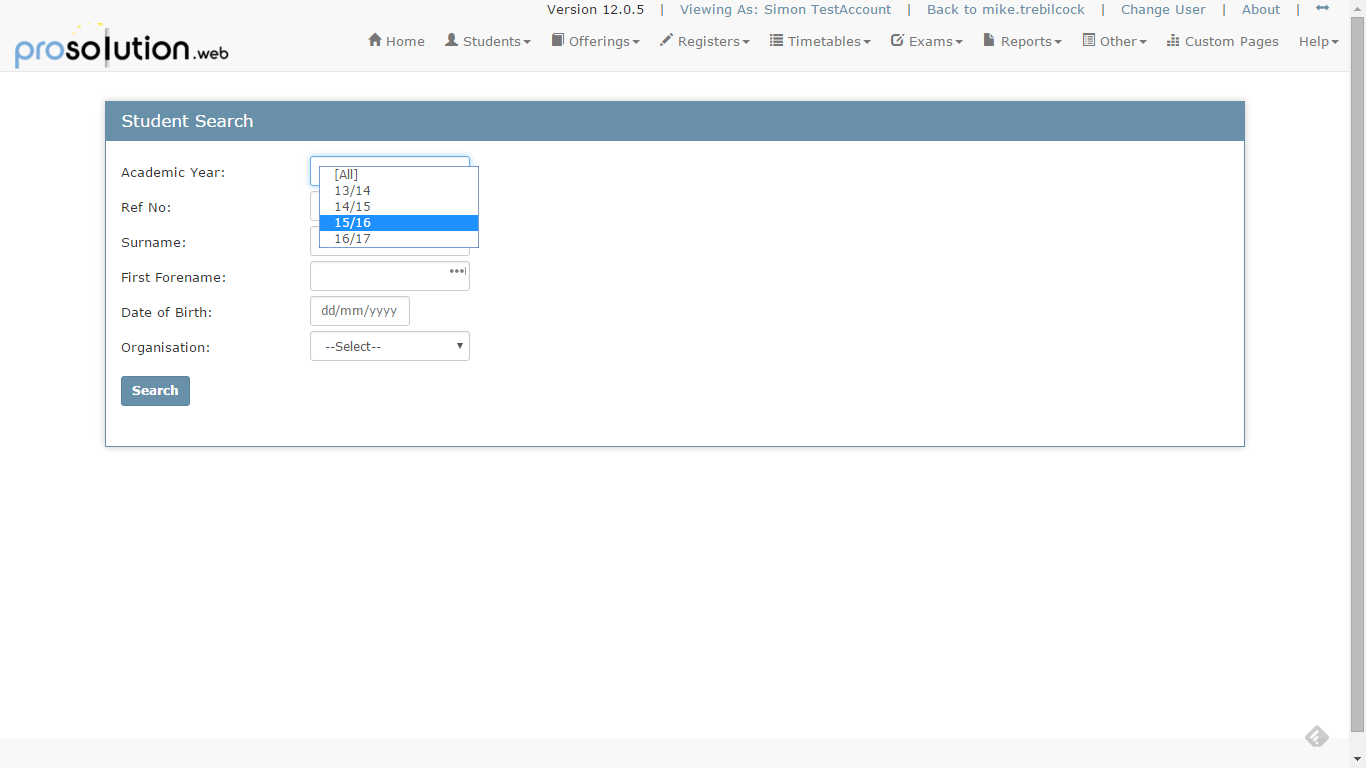 Version 12.0.5 | Viewing As: Simon TestAccount | Back to mike.trebilcock | Change User | About |
prosolution.web
Home Students Offerings Registers Timetables Exams Reports Other Custom Pages Help
Student Search
Academic Year:
[All]
13/14
14/15
15/16
16/17
Ref No:
Surname:
First Forename:
Date of Birth: dd/mm/yyyy
Organisation: --Select--
Search